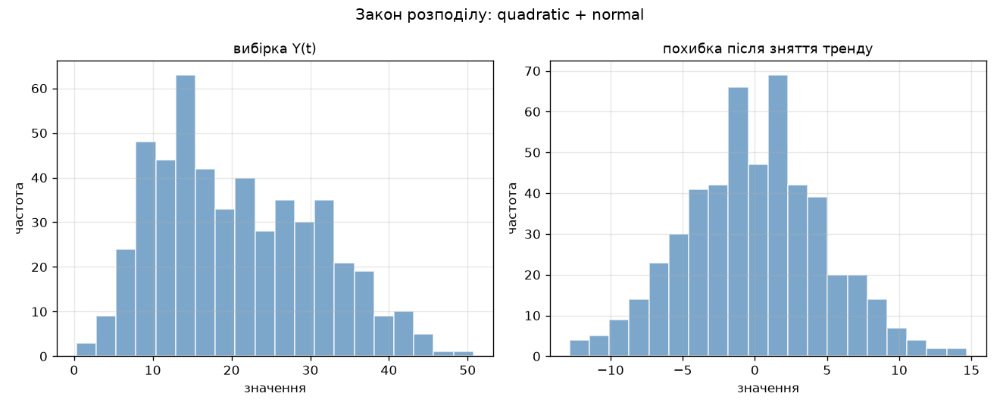 Закон розподілу: quadratic + normal
вибірка Y(t)
частота
60
50
40
30
20
10
0
0 10 20 30 40 50
значення
похибка після зняття тренду
частота
70
60
50
40
30
20
10
0
−10 −5 0 5 10 15
значення